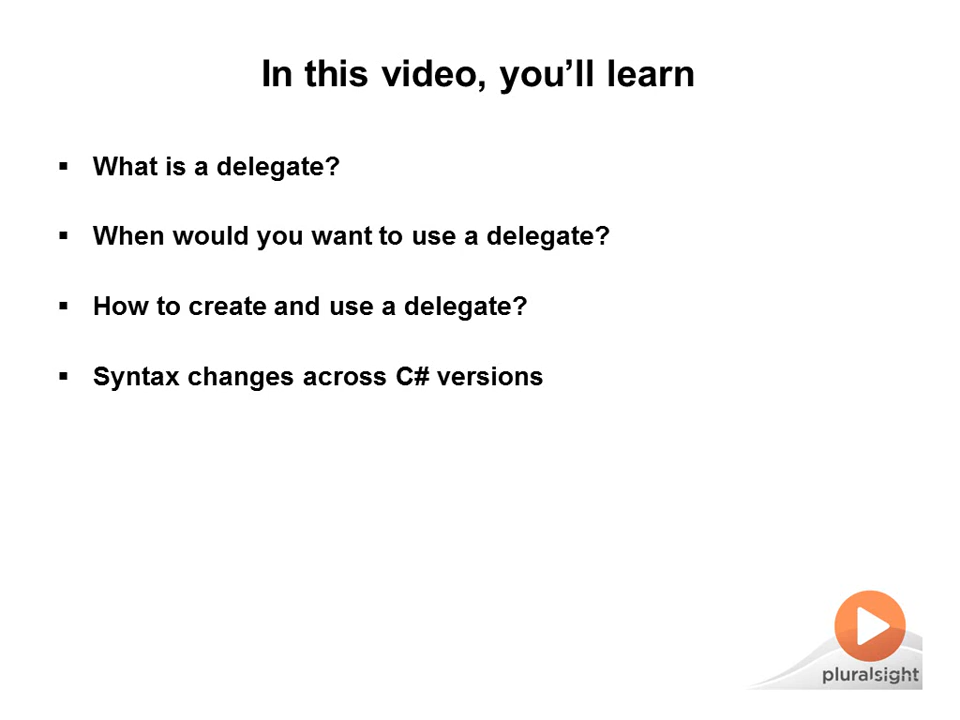 In this video, you’ll learn
▪ What is a delegate?
▪ When would you want to use a delegate?
▪ How to create and use a delegate?
▪ Syntax changes across C# versions
pluralsight